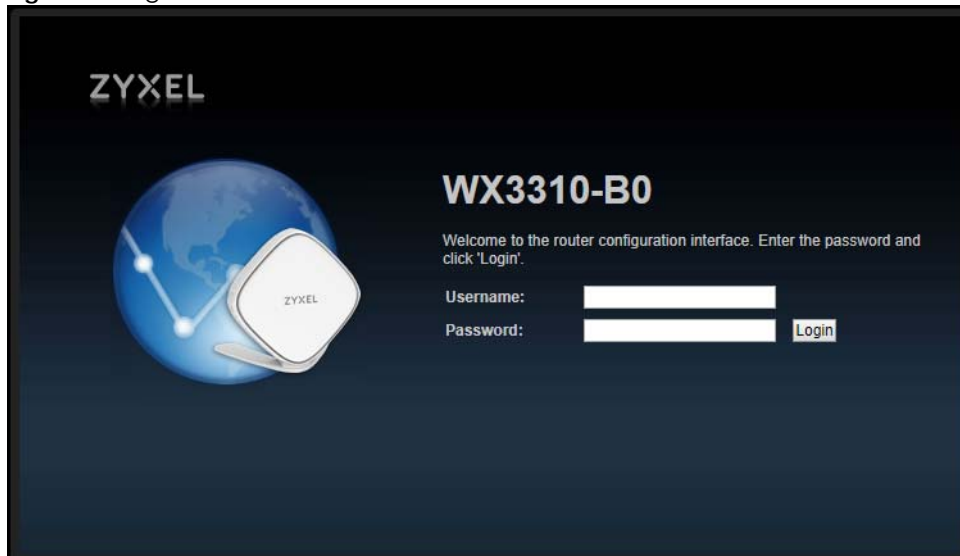 ZYXEL
WX3310-B0
Welcome to the router configuration interface. Enter the password and
click 'Login'.
ZYXEL
Username:
Password:
Login